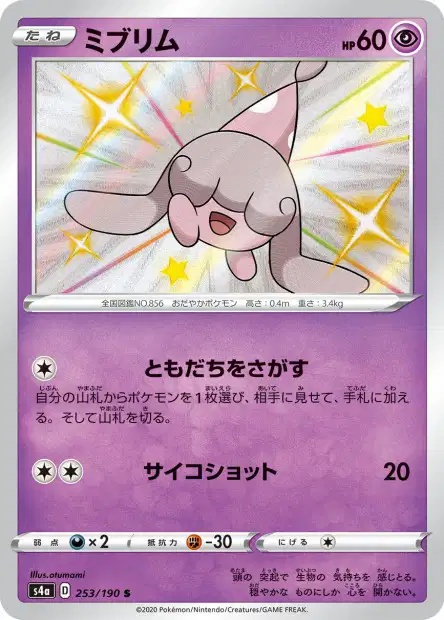 たね ミブリム HP60
全国図鑑NO.856 おだやかポケモン 高さ:0.4m 重さ:3.4kg
ともだちをさがす
自分の山札からポケモンを1枚選び、相手に見せて、手札に加え
る。そして山札を切る。
サイコショット 20
弱点 ×2 抵抗力 -30 にげる
Illus.otumami
頭の突起で生物の気持ちを感じとる。
穏やかなものにしか心を開かない。
s4a D 253/190 S
©2020 Pokémon/Nintendo/Creatures/GAME FREAK.